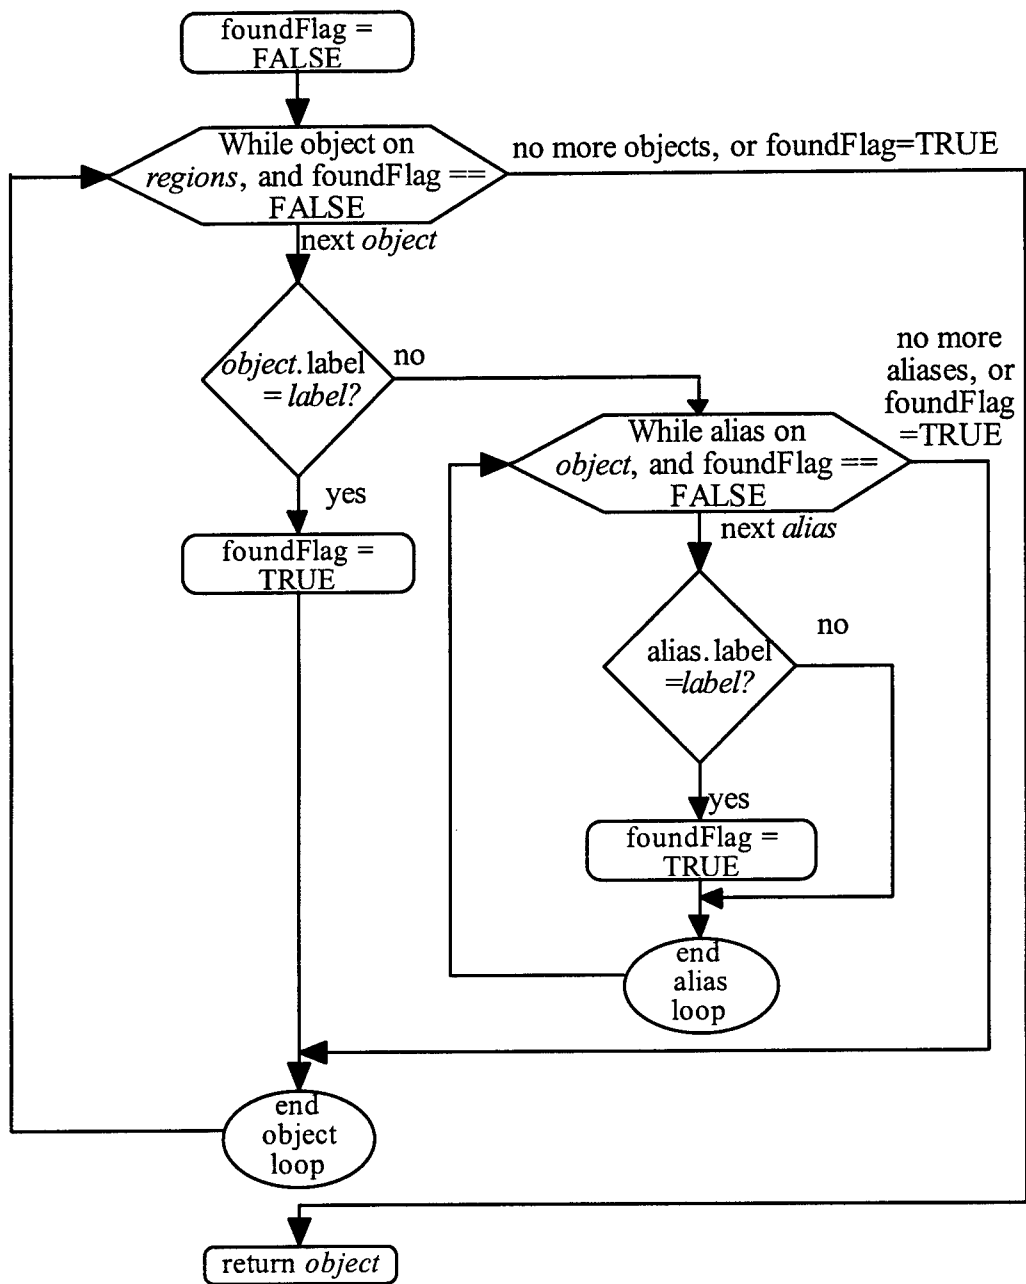 foundFlag =
FALSE
While object on
regions, and foundFlag ==
FALSE
no more objects, or foundFlag=TRUE
next object
object.label
= label?
no
yes
foundFlag =
TRUE
no more
aliases, or
foundFlag
=TRUE
While alias on
object, and foundFlag ==
FALSE
next alias
alias.label
=label?
no
yes
foundFlag =
TRUE
end
alias
loop
end
object
loop
return object